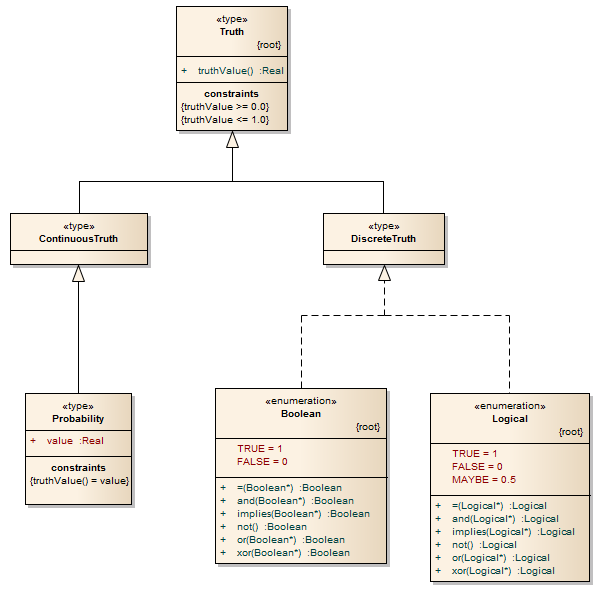 «type»
Truth
{root}
+ truthValue() :Real
constraints
{truthValue >= 0.0}
{truthValue <= 1.0}
«type»
ContinuousTruth
«type»
DiscreteTruth
«type»
Probability
+ value :Real
constraints
{truthValue() = value}
«enumeration»
Boolean
{root}
TRUE = 1
FALSE = 0
+ =(Boolean*) :Boolean
+ and(Boolean*) :Boolean
+ implies(Boolean*) :Boolean
+ not() :Boolean
+ or(Boolean*) :Boolean
+ xor(Boolean*) :Boolean
«enumeration»
Logical
{root}
TRUE = 1
FALSE = 0
MAYBE = 0.5
+ =(Logical*) :Logical
+ and(Logical*) :Logical
+ implies(Logical*) :Logical
+ not() :Logical
+ or(Logical*) :Logical
+ xor(Logical*) :Logical